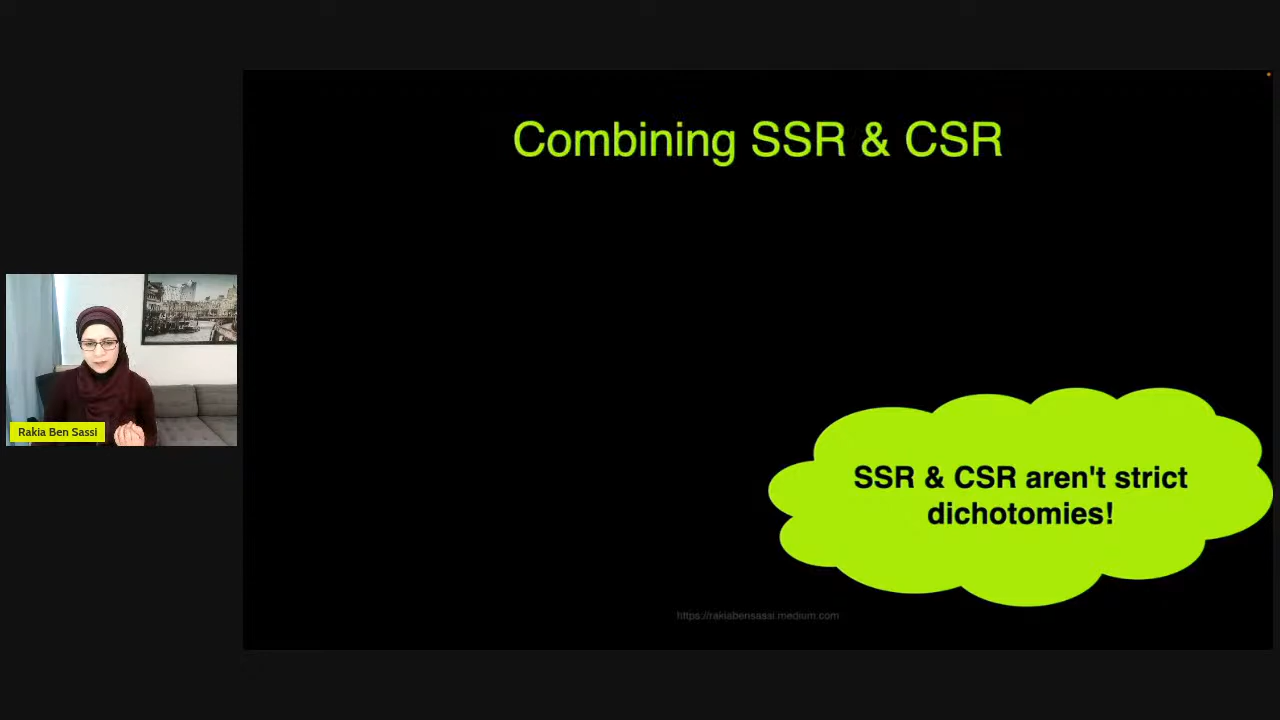 Combining SSR & CSR
Rakia Ben Sassi
SSR & CSR aren't strict
dichotomies!
https://rakiabensassi.medium.com